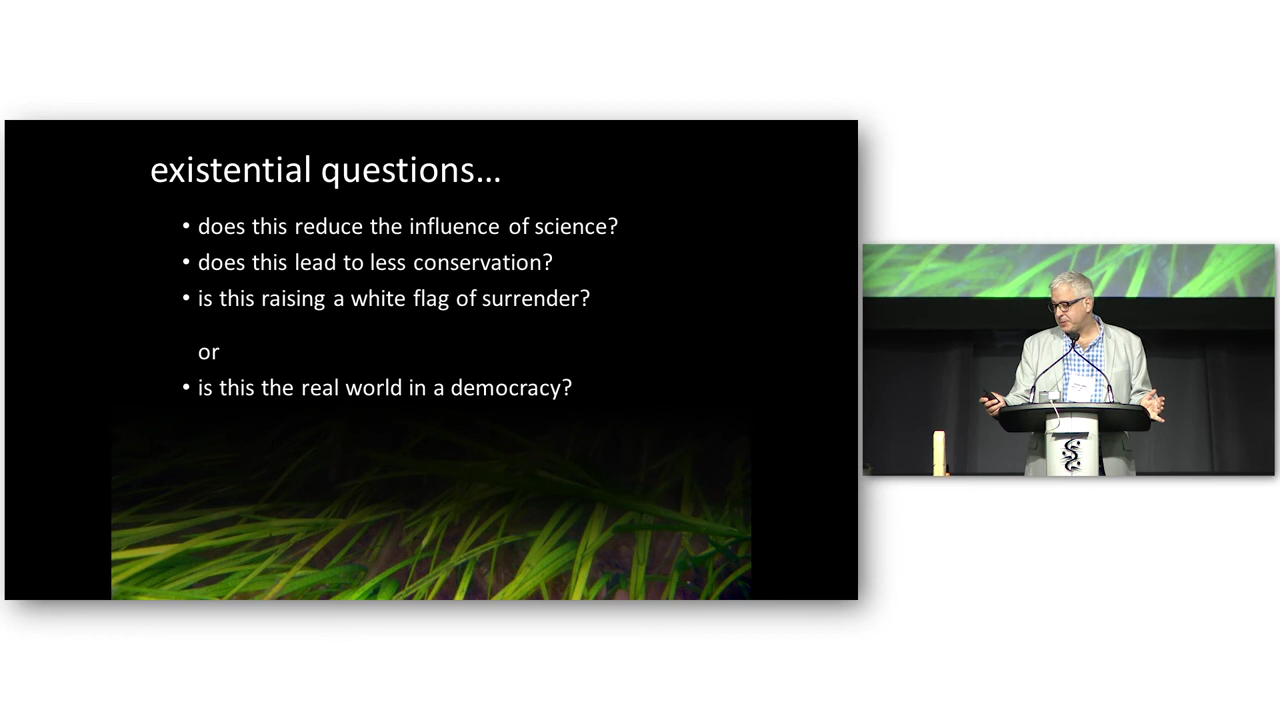 existential questions…
• does this reduce the influence of science?
• does this lead to less conservation?
• is this raising a white flag of surrender?
or
• is this the real world in a democracy?